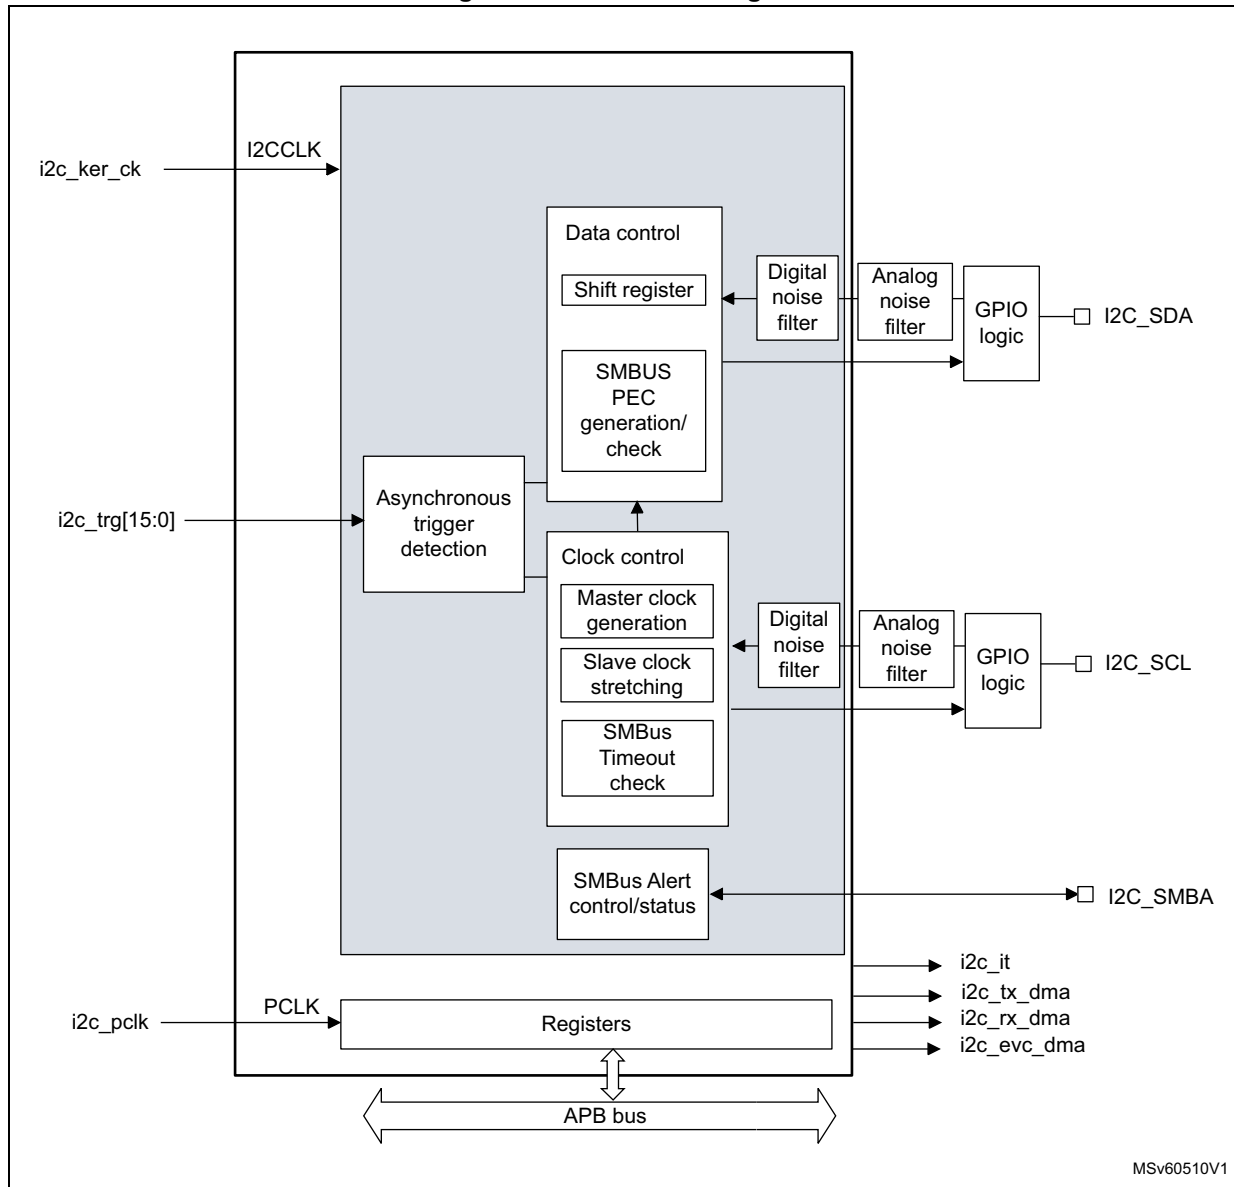 I2CCLK
i2c_ker_ck
Data control
Shift register
SMBUS
PEC
generation/
check
Digital
noise
filter
Analog
noise
filter
GPIO
logic
I2C_SDA
i2c_trg[15:0]
Asynchronous
trigger
detection
Clock control
Master clock
generation
Slave clock
stretching
SMBus
Timeout
check
Digital
noise
filter
Analog
noise
filter
GPIO
logic
I2C_SCL
SMBus Alert
control/status
I2C_SMBA
i2c_it
i2c_tx_dma
i2c_rx_dma
i2c_evc_dma
i2c_pclk
PCLK
Registers
APB bus
MSv60510V1